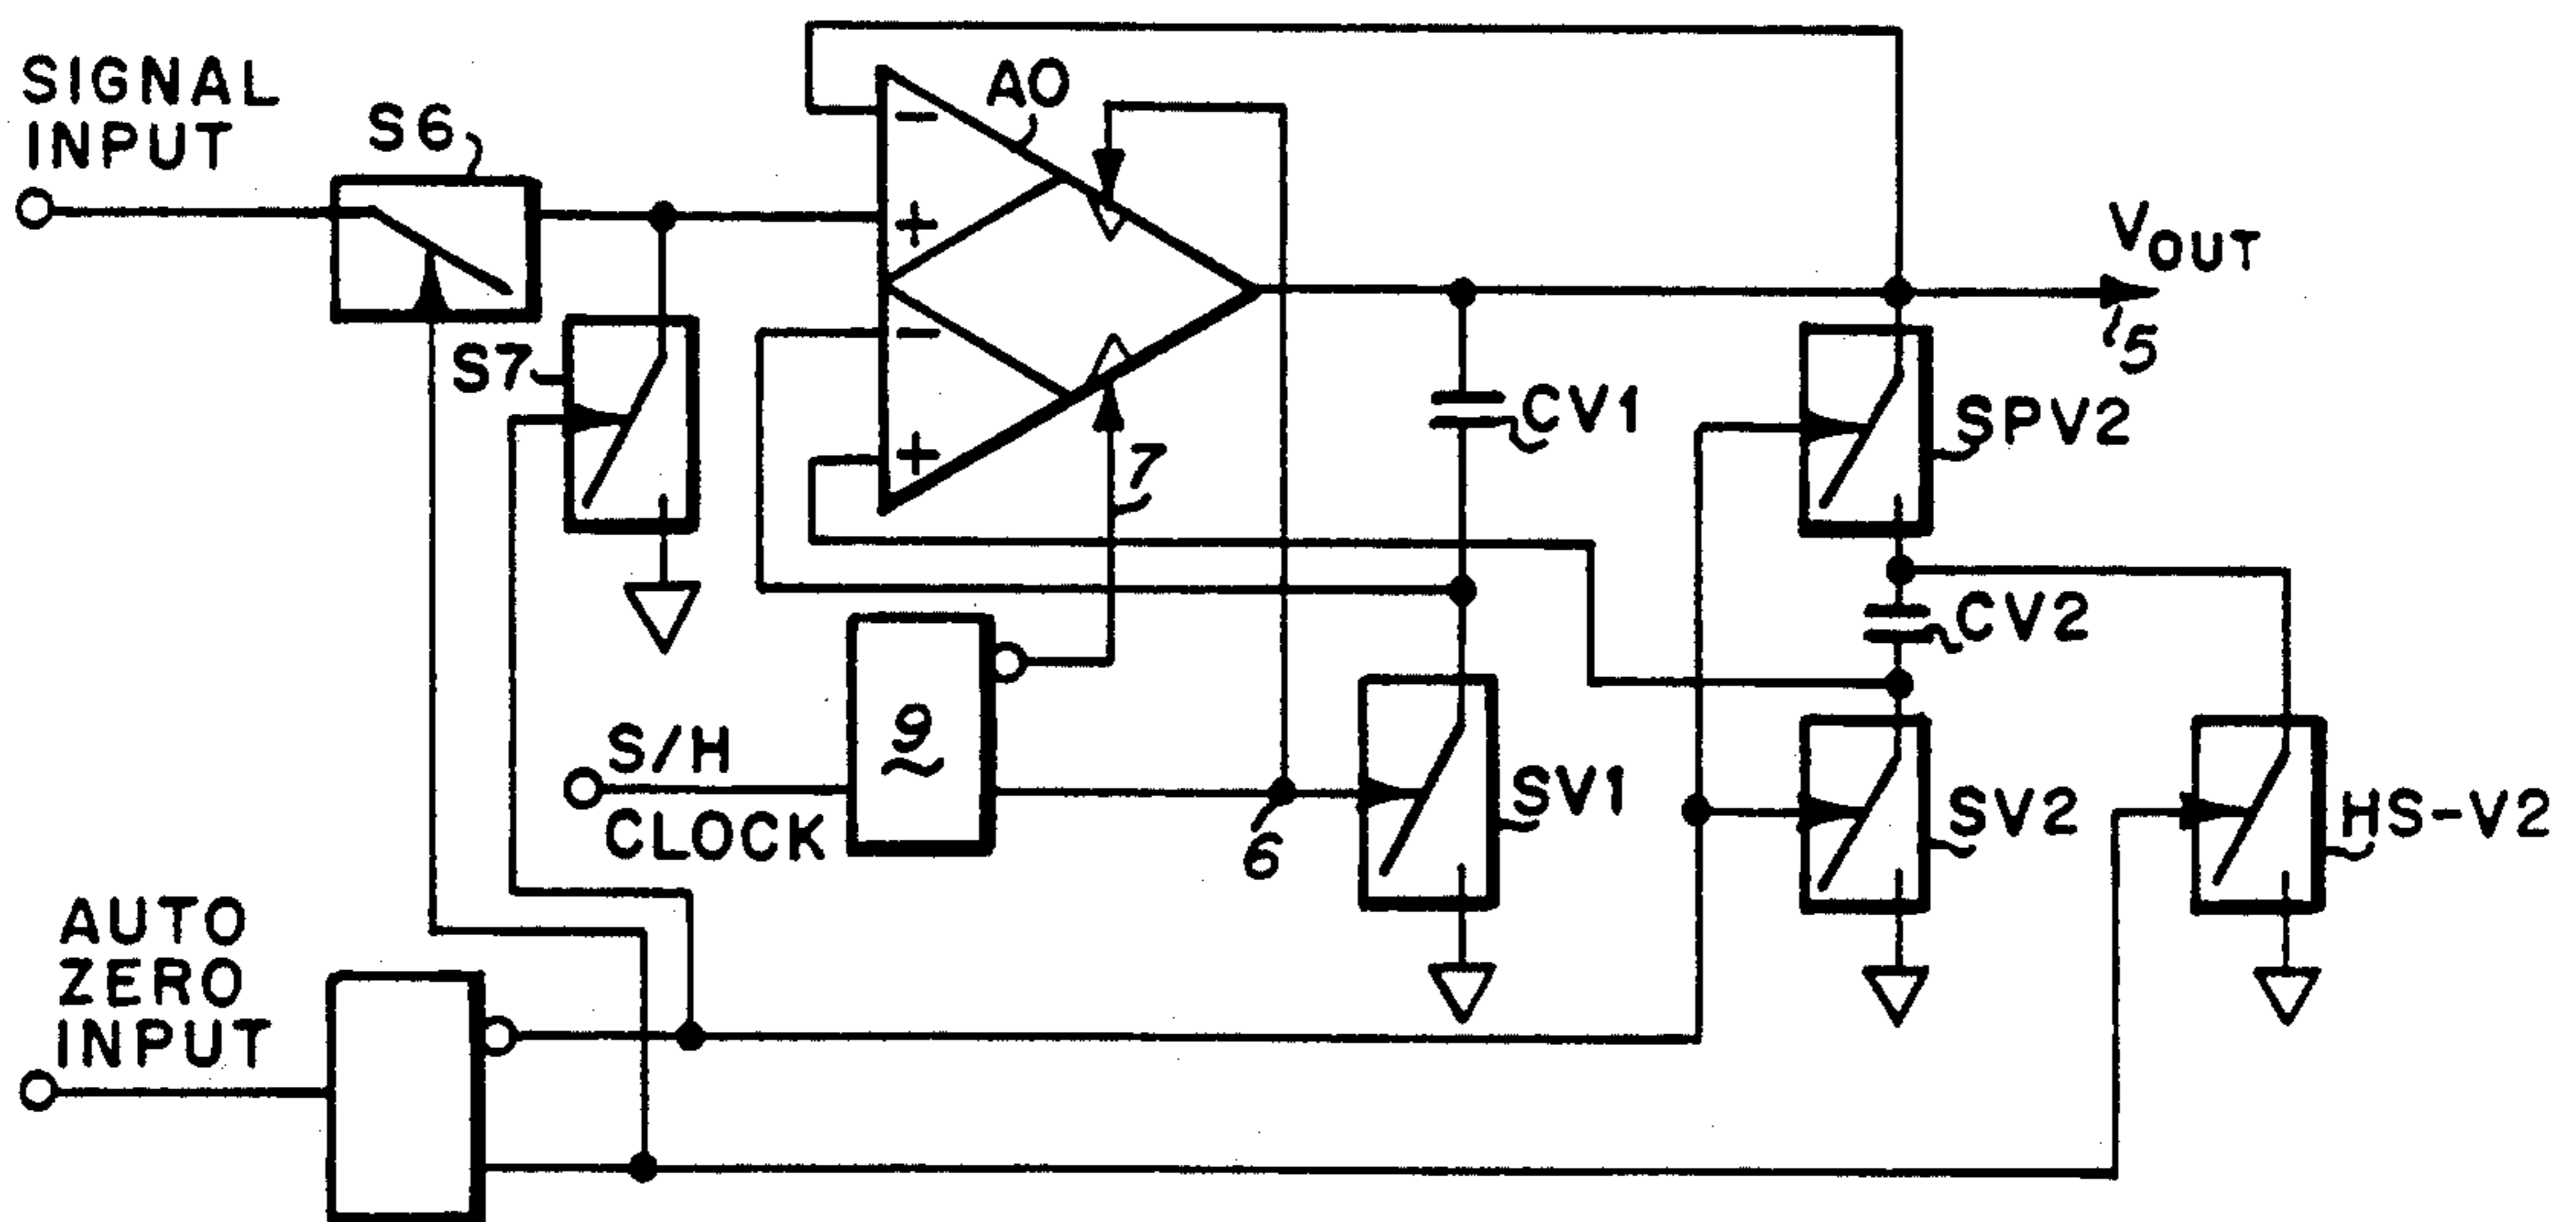 SIGNAL
INPUT
S6
AO
−
+
−
+
VOUT
5
S7
CV1
SPV2
7
CV2
9
S/H
CLOCK
6
SV1
SV2
HS-V2
AUTO
ZERO
INPUT